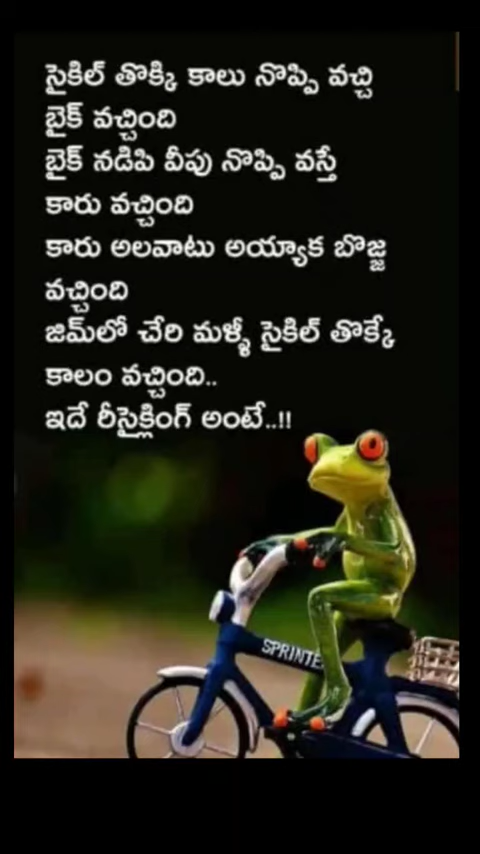 సైకిల్ తొక్కి కాలు నొప్పి వచ్చి
బైక్ వచ్చింది
బైక్ నడిపి వీపు నొప్పి వస్తే
కారు వచ్చింది
కారు అలవాటు అయ్యాక బొజ్జ
వచ్చింది
జిమ్‌లో చేరి మళ్ళీ సైకిల్ తొక్కే
కాలం వచ్చింది..
ఇదే రీసైక్లింగ్ అంటే..!!
SPRINTE